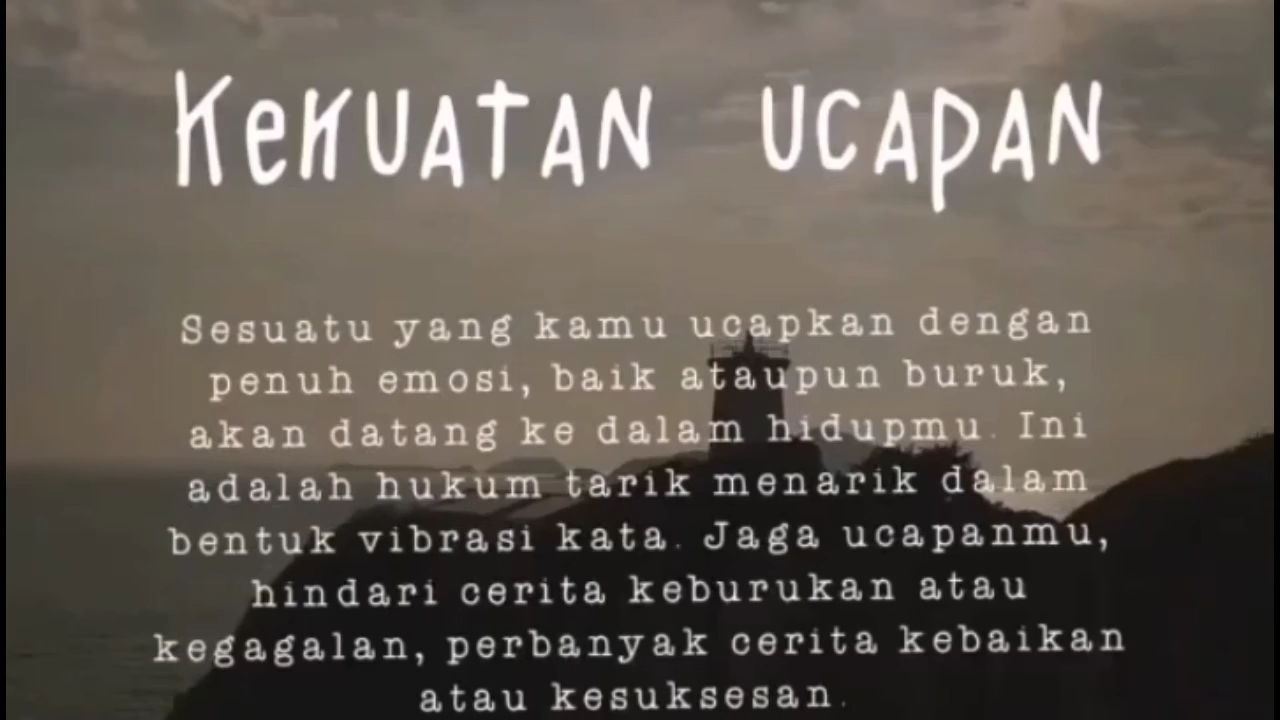 KeKUATAN UCAPAN
Sesuatu yang kamu ucapkan dengan
penuh emosi, baik ataupun buruk,
akan datang ke dalam hidupmu. Ini
adalah hukum tarik menarik dalam
bentuk vibrasi kata. Jaga ucapanmu,
hindari cerita keburukan atau
kegagalan, perbanyak cerita kebaikan
atau kesuksesan.